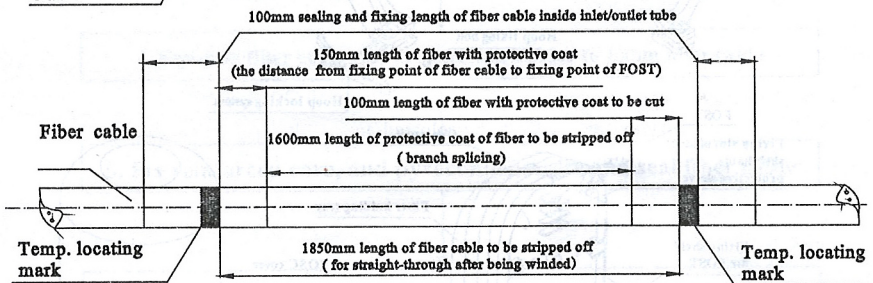 100mm sealing and fixing length of fiber cable inside inlet/outlet tube
150mm length of fiber with protective coat
(the distance from fixing point of fiber cable to fixing point of FOST)
100mm length of fiber with protective coat to be cut
Fiber cable
1600mm length of protective coat of fiber to be stripped off
( branch splicing)
Temp. locating
mark
1850mm length of fiber cable to be stripped off
( for straight-through after being winded)
Temp. locating
mark